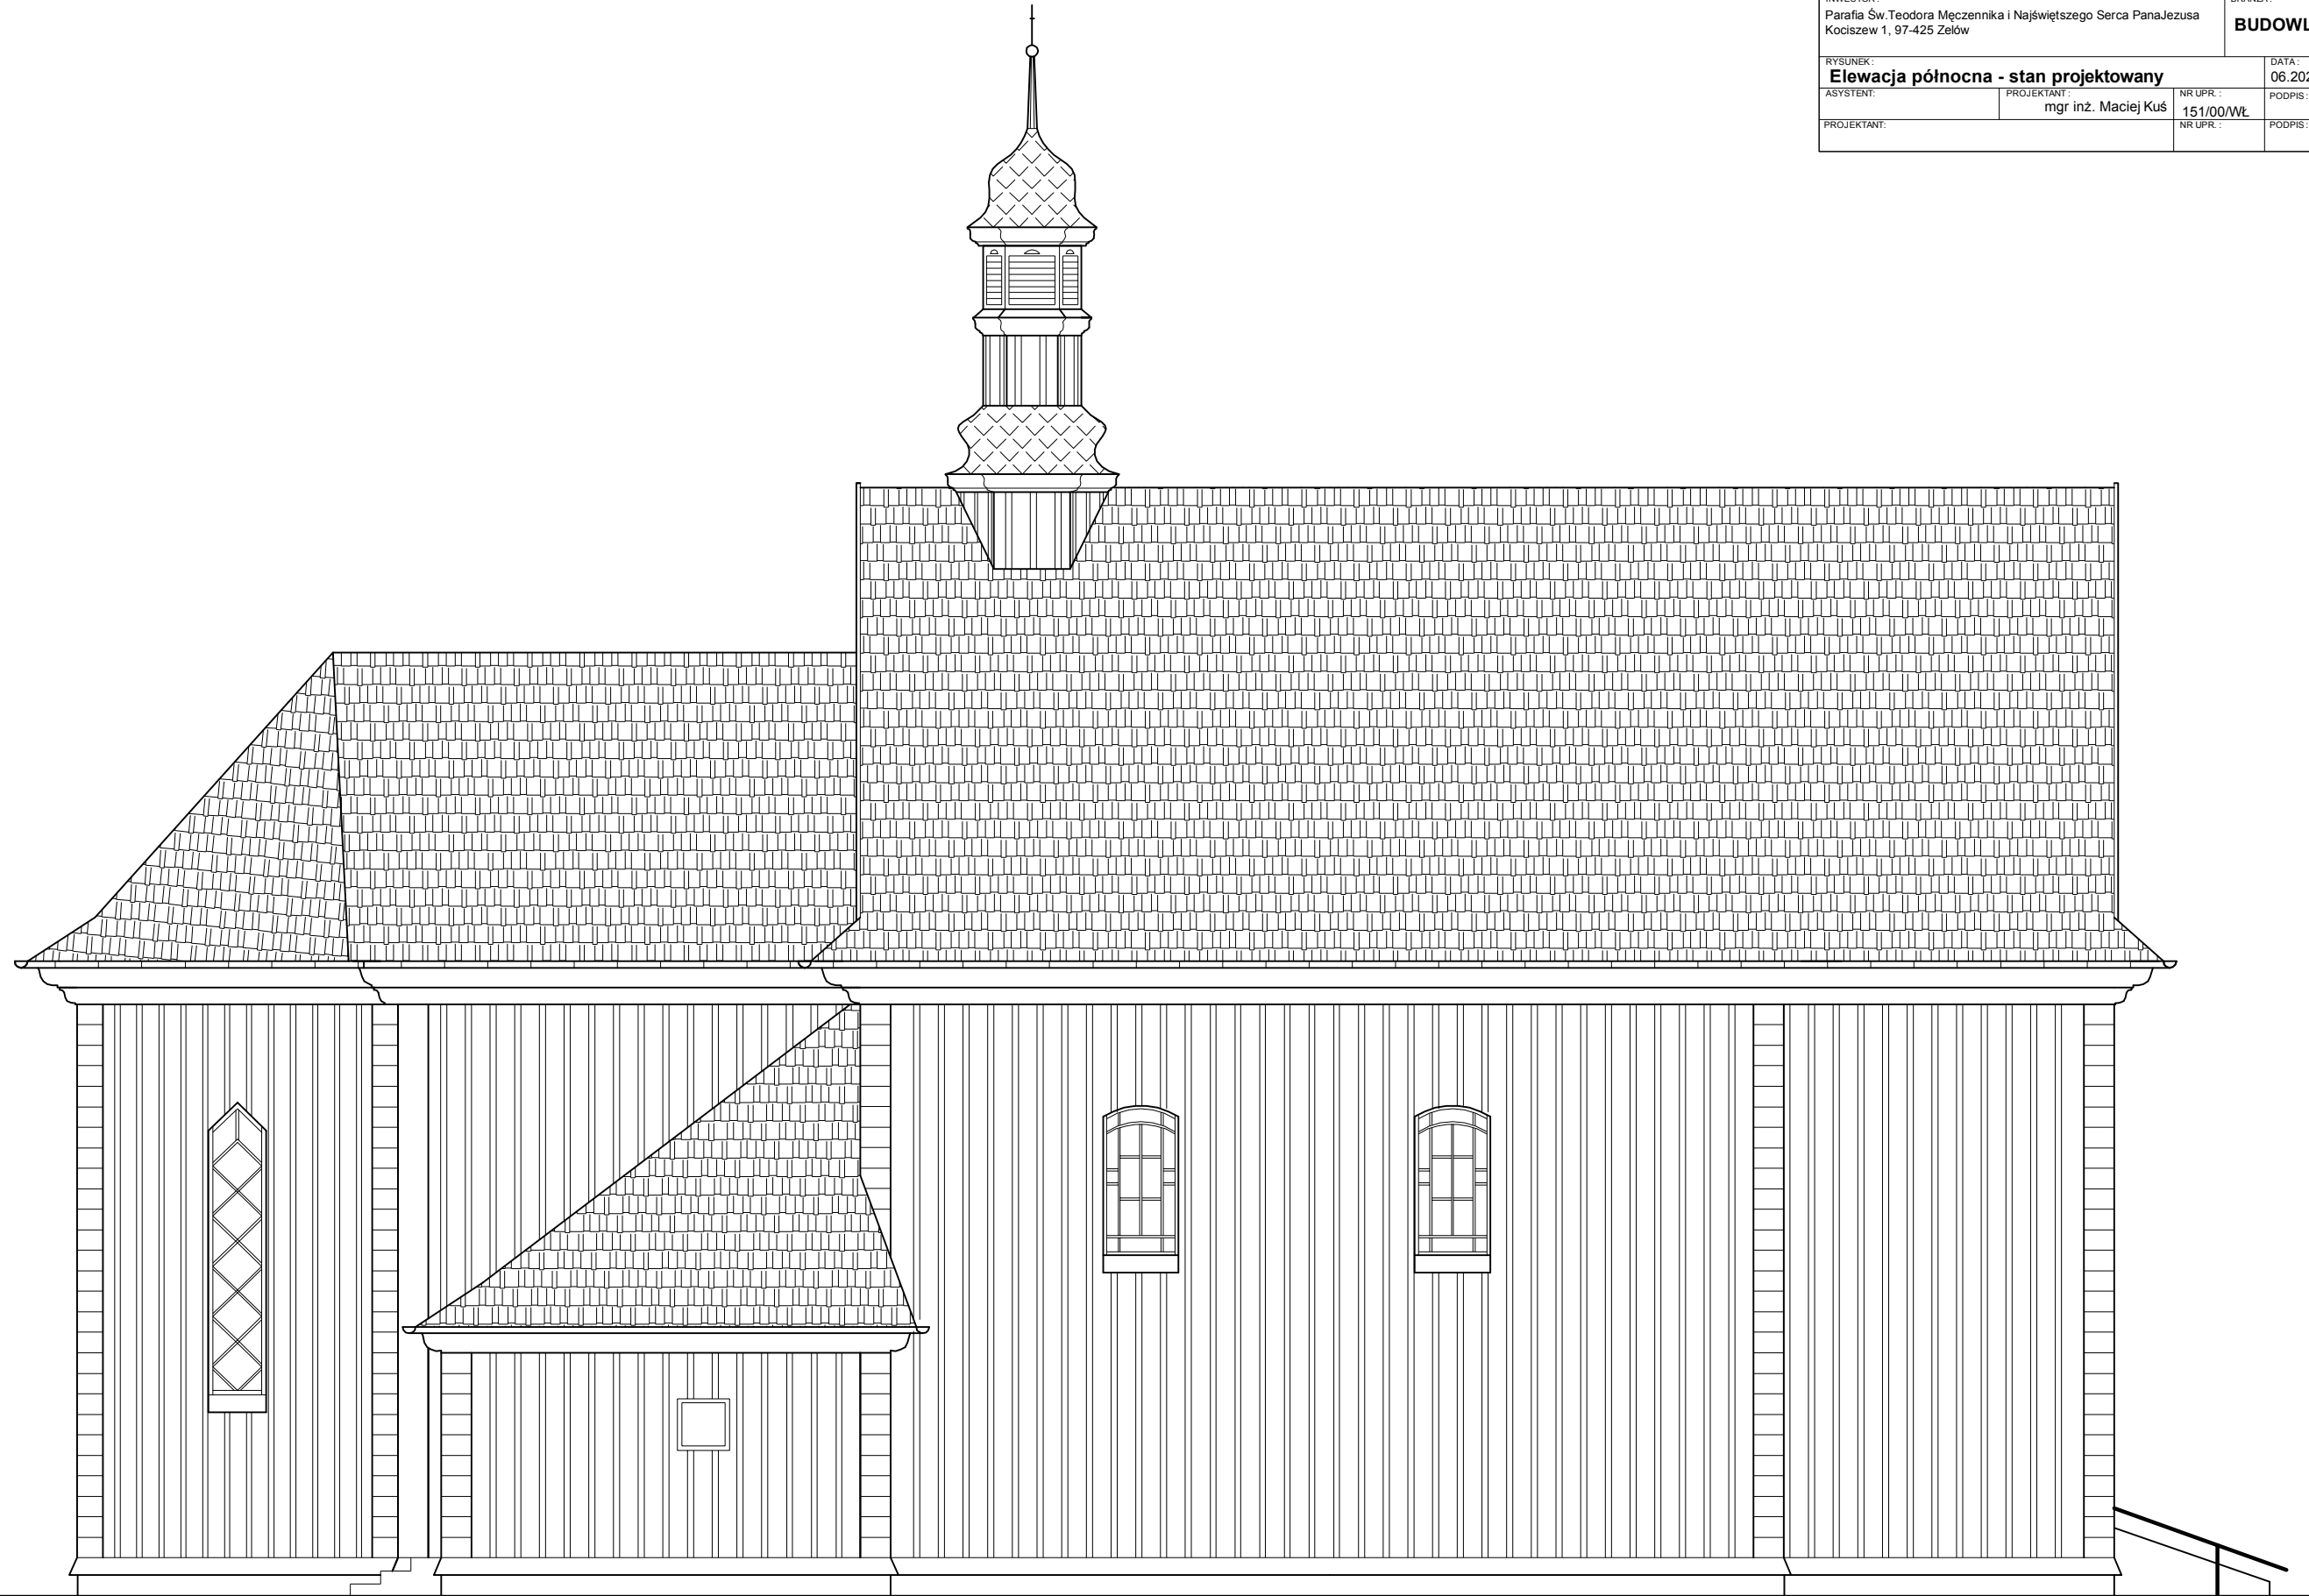 Parafia Św.Teodora Męczennika i Najświętszego Serca PanaJezusa
Kociszew 1, 97-425 Zelów
RYSUNEK :
Elewacja północna - stan projektowany
DATA :
ASYSTENT:
PROJEKTANT :
mgr inż. Maciej Kuś
NR UPR. :
151/00/WŁ
PODPIS :
PROJEKTANT:
NR UPR. :
PODPIS :